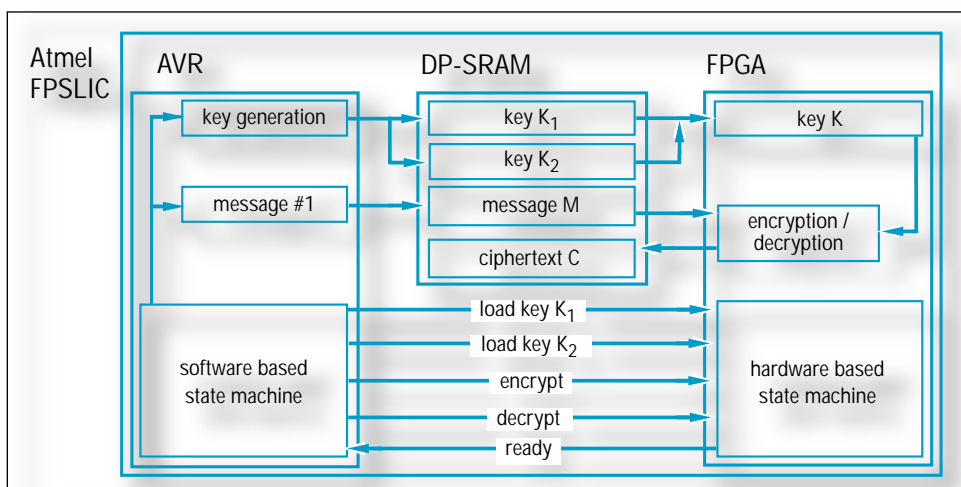 Atmel
FPSLIC
AVR
DP-SRAM
FPGA
key generation
key K₁
key K
key K₂
message #1
message M
encryption /
decryption
ciphertext C
load key K₁
load key K₂
software based
state machine
encrypt
hardware based
state machine
decrypt
ready